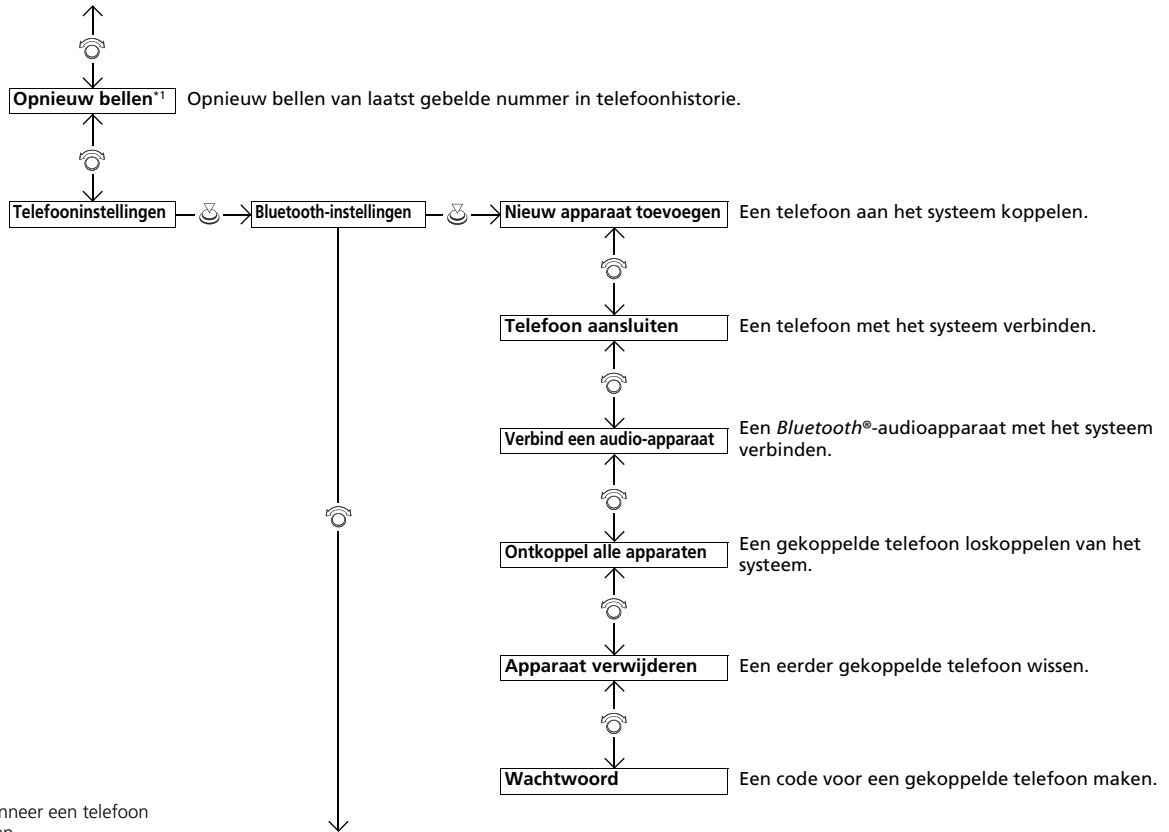 Opnieuw bellen*1 Opnieuw bellen van laatst gebelde nummer in telefoonhistorie.
Telefooninstellingen Bluetooth-instellingen Nieuw apparaat toevoegen Een telefoon aan het systeem koppelen.
Telefoon aansluiten Een telefoon met het systeem verbinden.
Verbind een audio-apparaat Een Bluetooth®-audioapparaat met het systeem
verbinden.
Ontkoppel alle apparaten Een gekoppelde telefoon loskoppelen van het
systeem.
Apparaat verwijderen Een eerder gekoppelde telefoon wissen.
Wachtwoord Een code voor een gekoppelde telefoon maken.
een telefoon